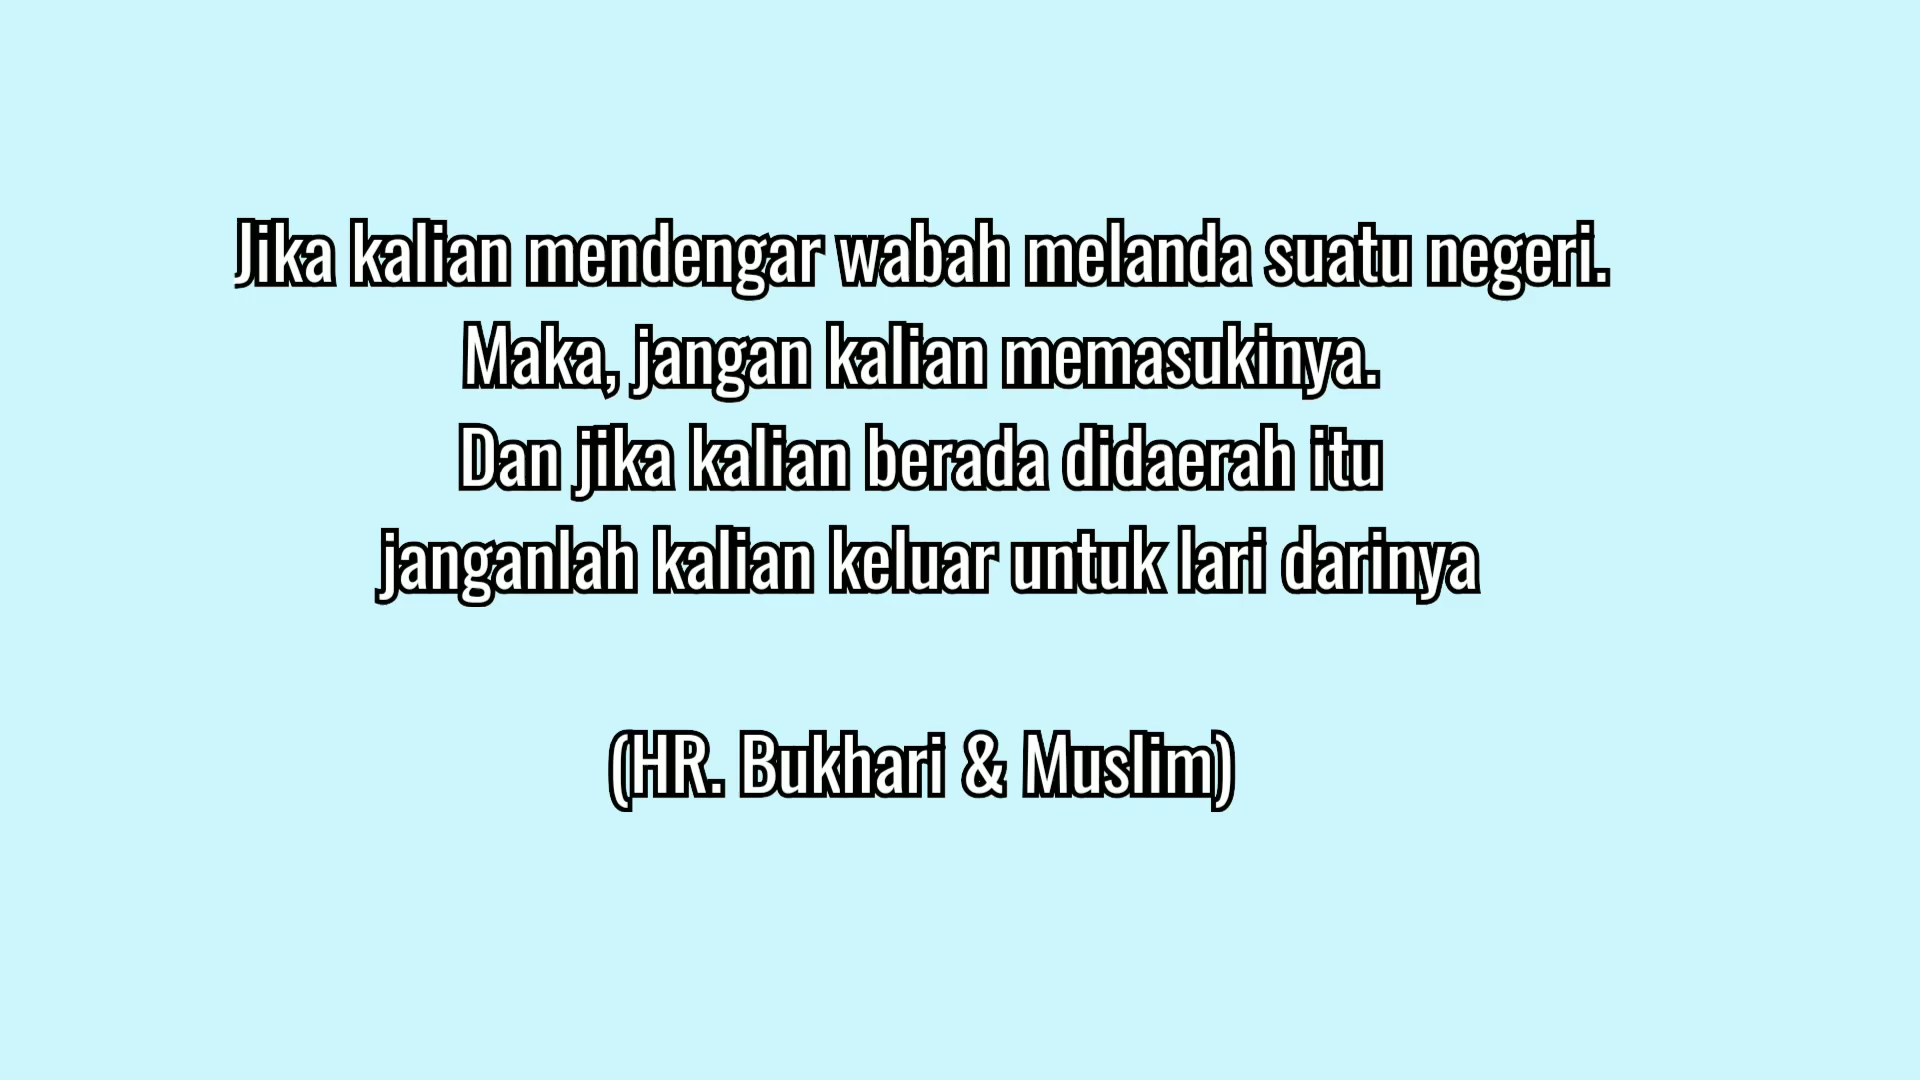 Jika kalian mendengar wabah melanda suatu negeri.
Maka, jangan kalian memasukinya.
Dan jika kalian berada didaerah itu
janganlah kalian keluar untuk lari darinya
(HR. Bukhari & Muslim)